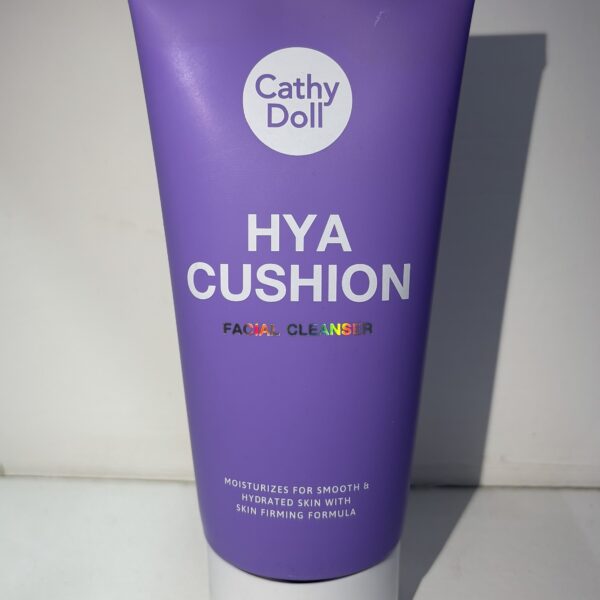 Cathy
Doll
HYA
CUSHION
FACIAL CLEANSER
MOISTURIZES FOR SMOOTH &
HYDRATED SKIN WITH
SKIN FIRMING FORMULA